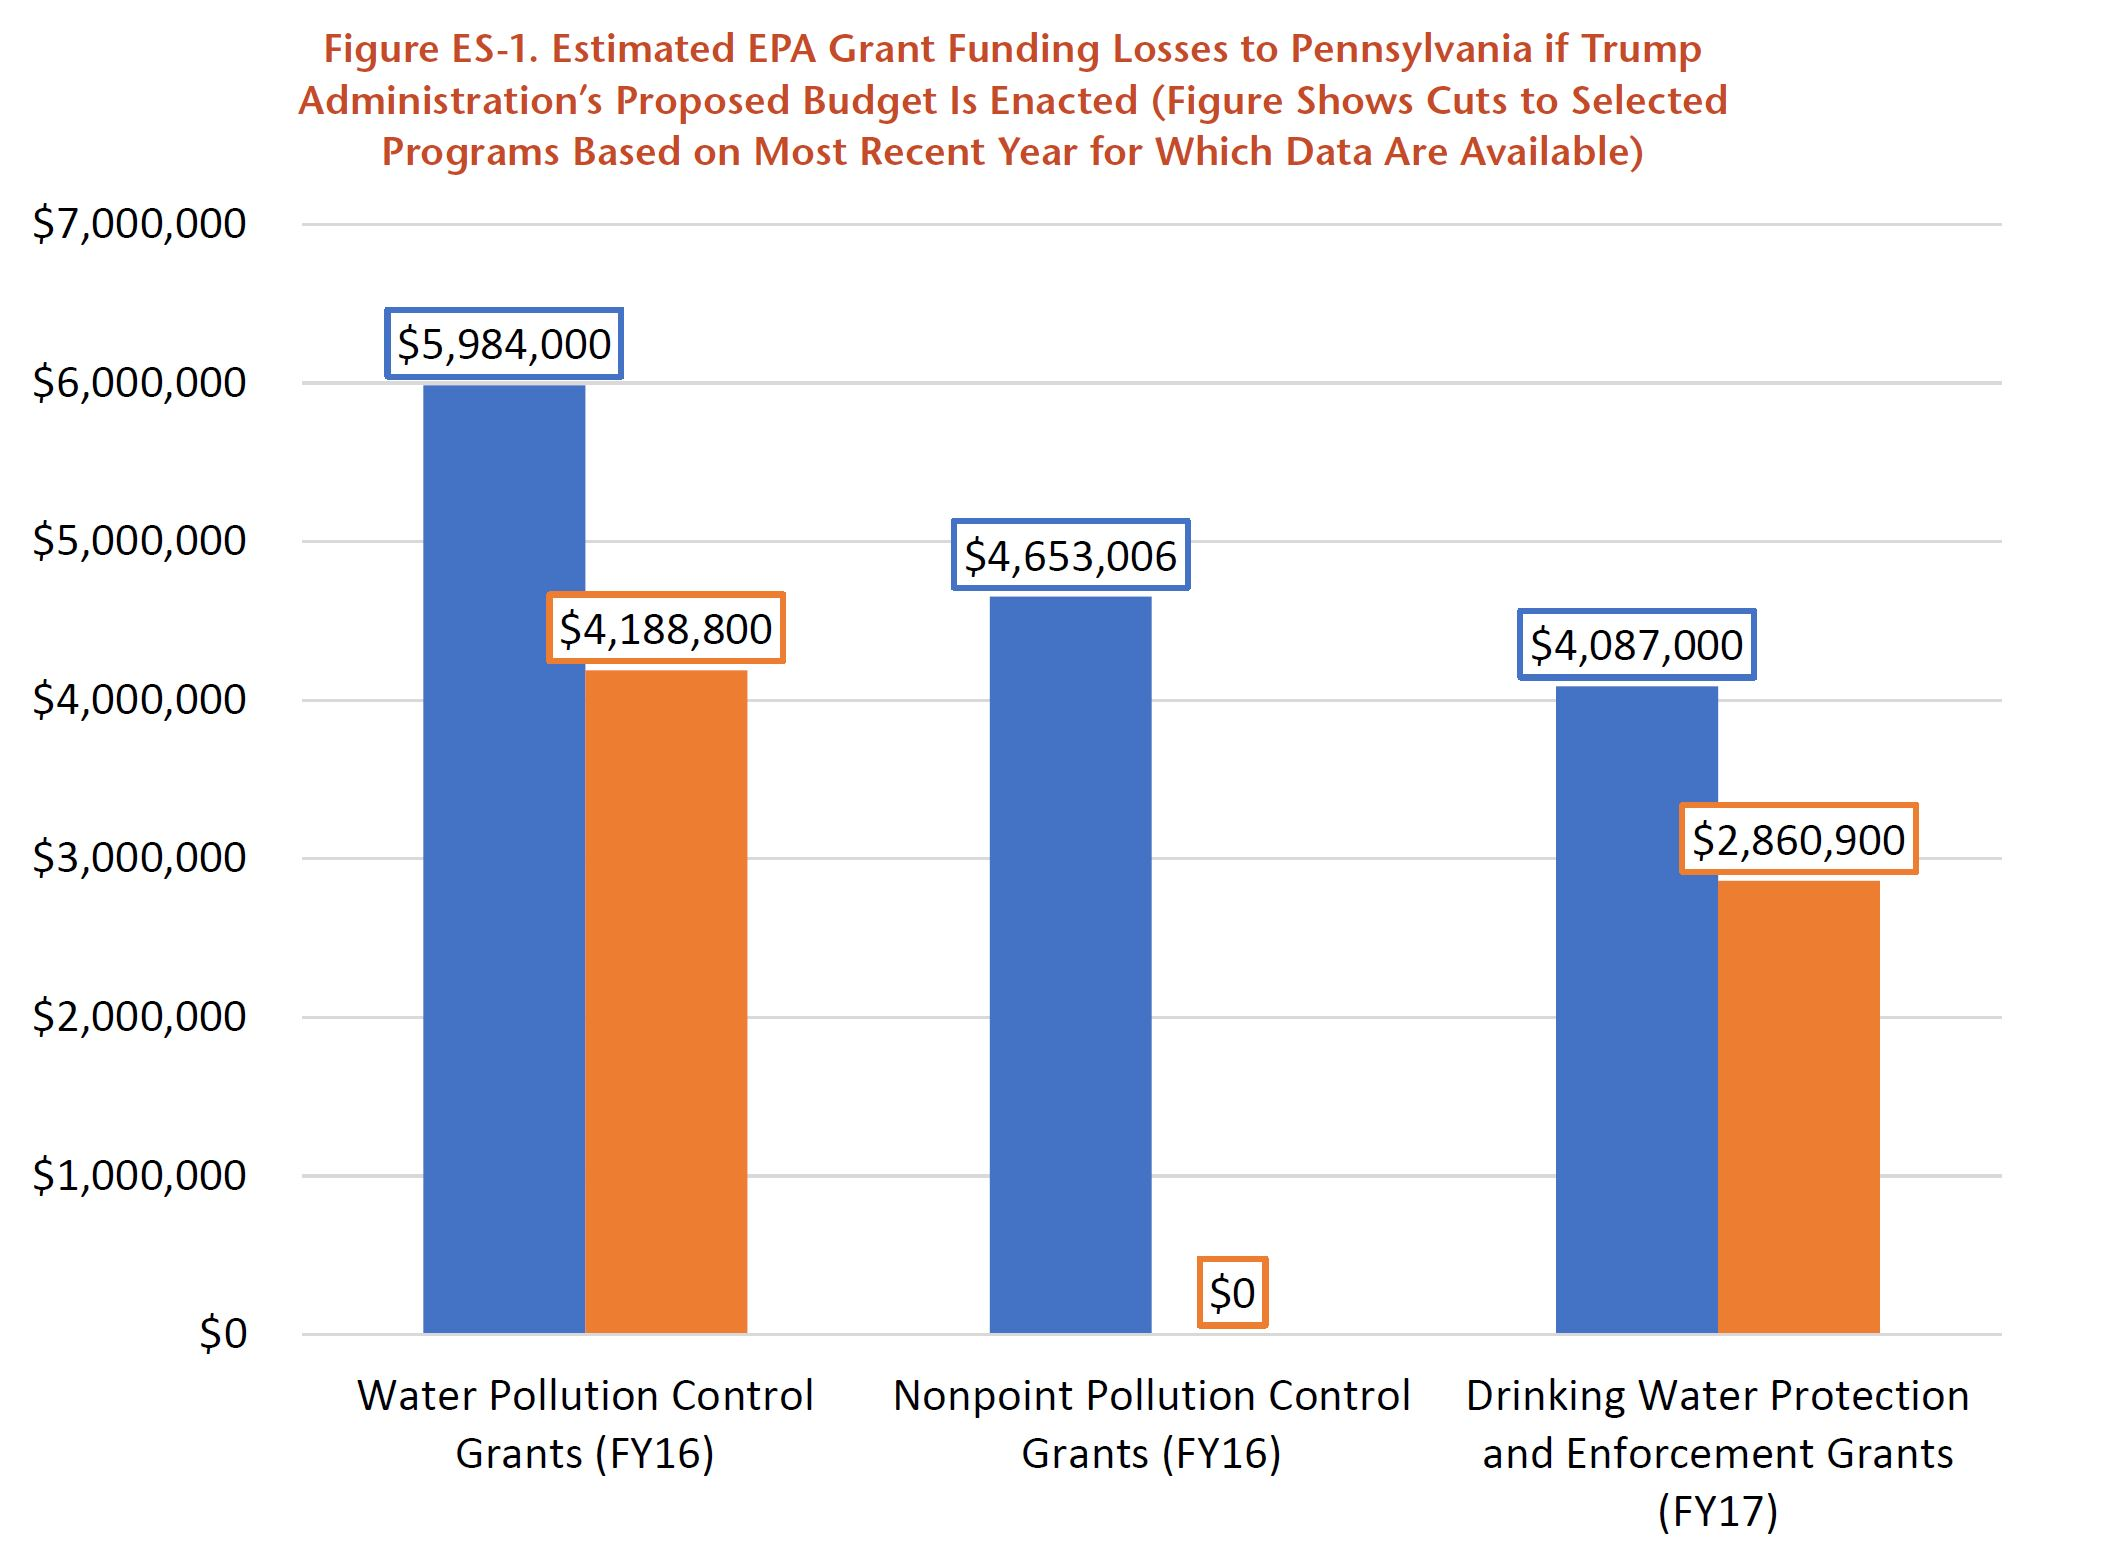 Figure ES-1. Estimated EPA Grant Funding Losses to Pennsylvania if Trump
Administration's Proposed Budget Is Enacted (Figure Shows Cuts to Selected
Programs Based on Most Recent Year for Which Data Are Available)
$7,000,000
$6,000,000
$5,000,000
$4,000,000
$3,000,000
$2,000,000
$1,000,000
$0
$5,984,000
$4,188,800
$4,653,006
$0
$4,087,000
$2,860,900
Water Pollution Control
Grants (FY16)
Nonpoint Pollution Control
Grants (FY16)
Drinking Water Protection
and Enforcement Grants
(FY17)